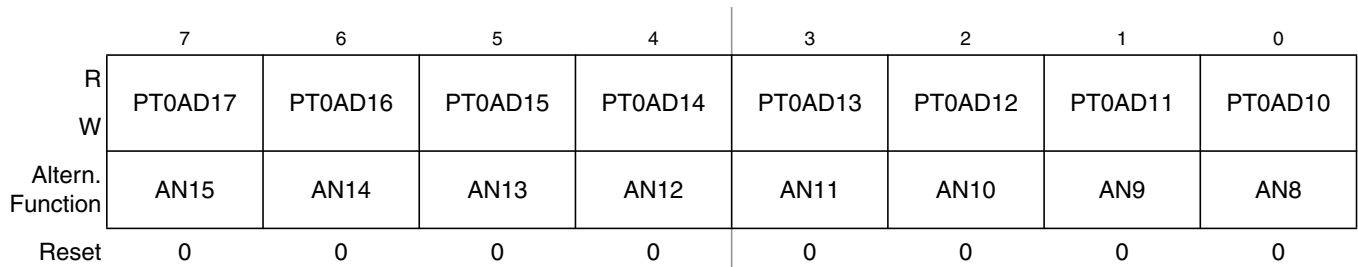 7 6 5 4 3 2 1 0
R
W
PT0AD17 PT0AD16 PT0AD15 PT0AD14 PT0AD13 PT0AD12 PT0AD11 PT0AD10
Altern.
Function
AN15 AN14 AN13 AN12 AN11 AN10 AN9 AN8
Reset 0 0 0 0 0 0 0 0